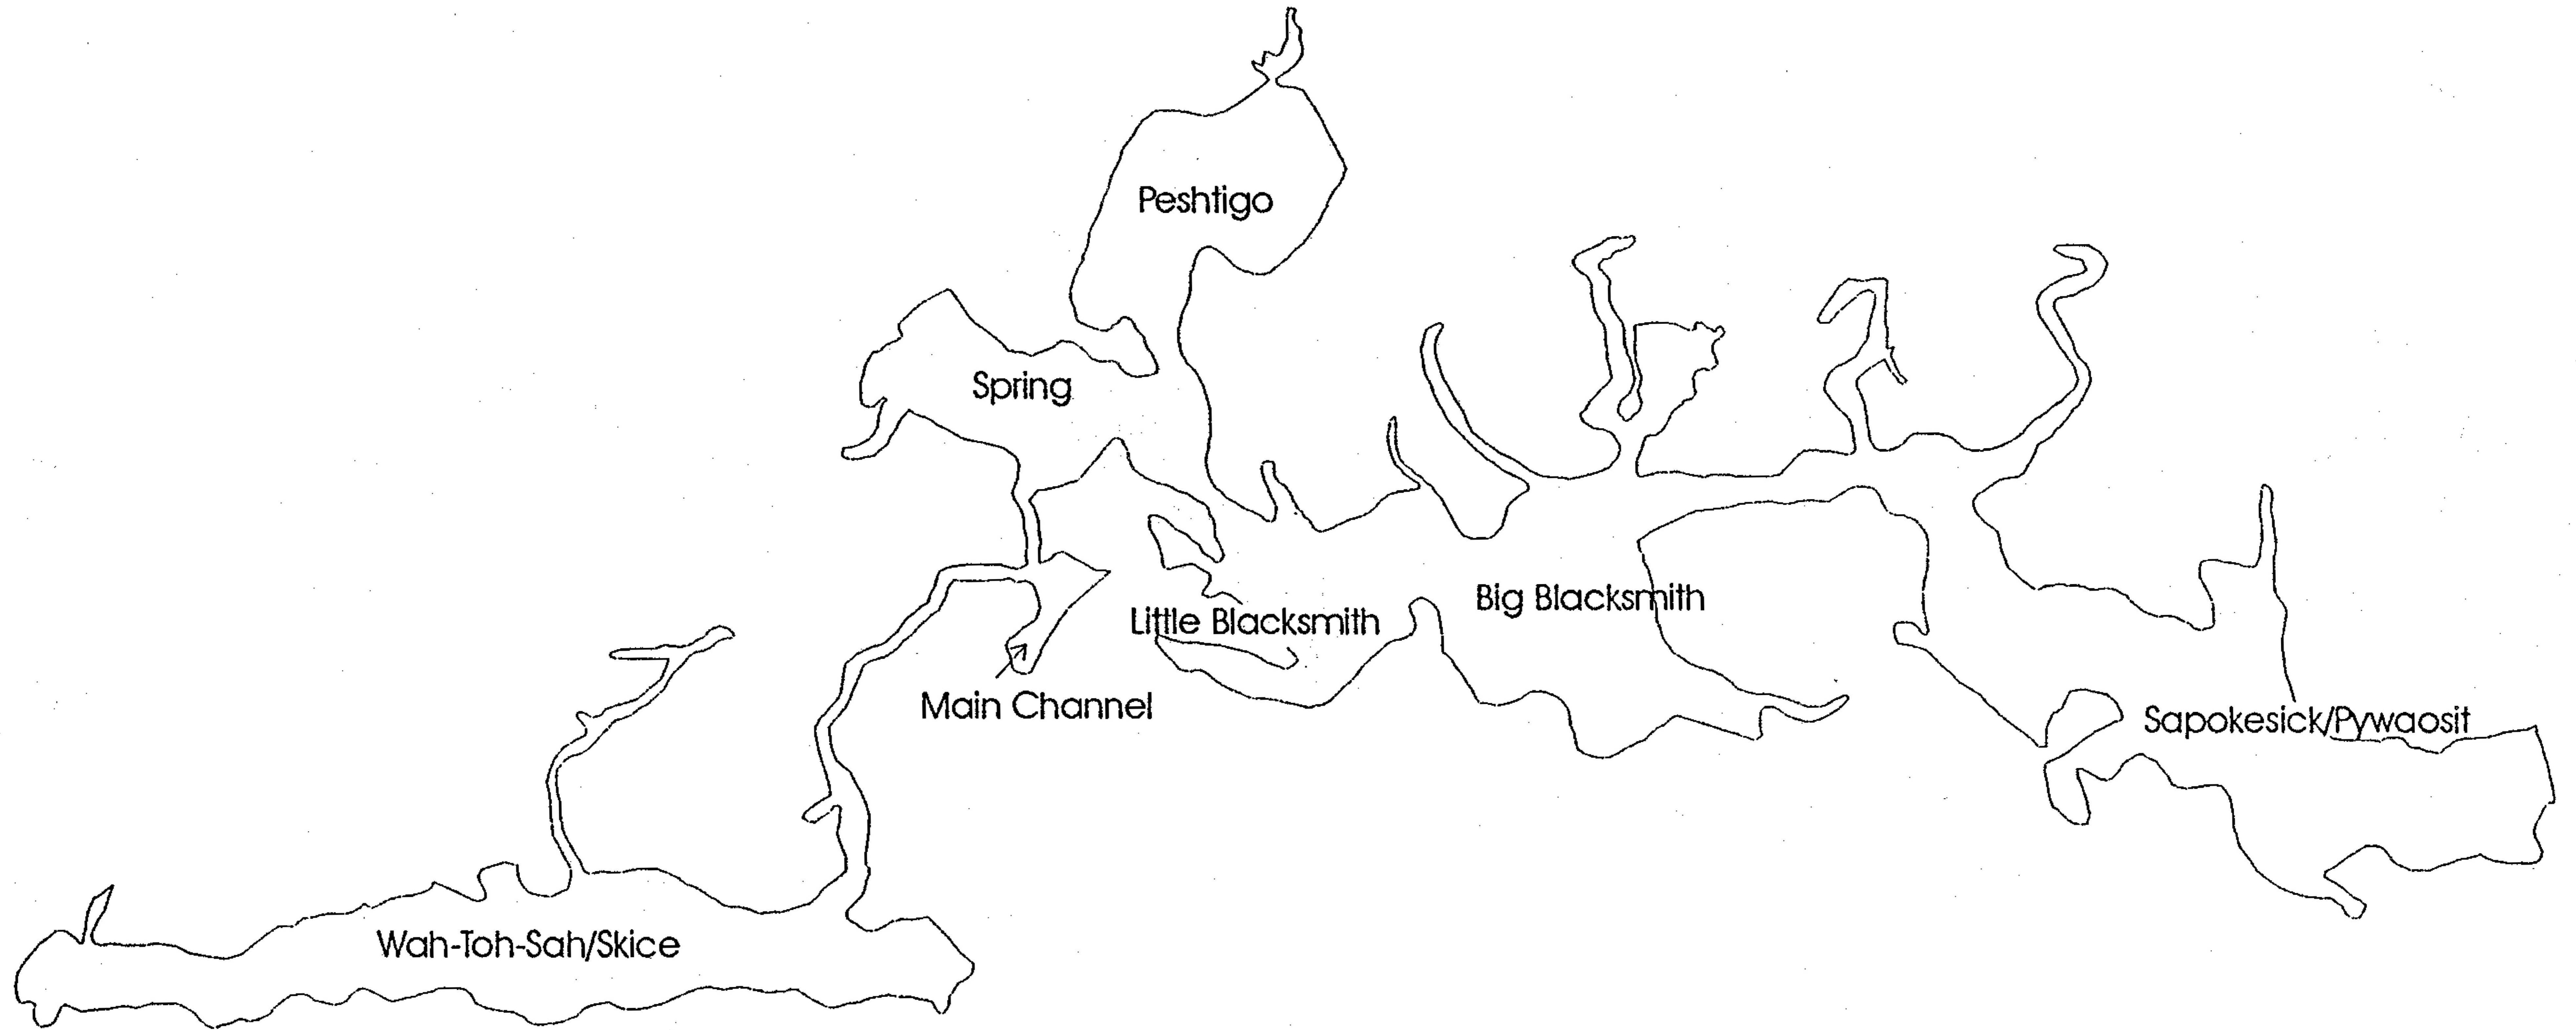 Peshtigo
Spring
Big Blacksmith
Little Blacksmith
Main Channel
Sapokesick/Pywaosit
Wah-Toh-Sah/Skice